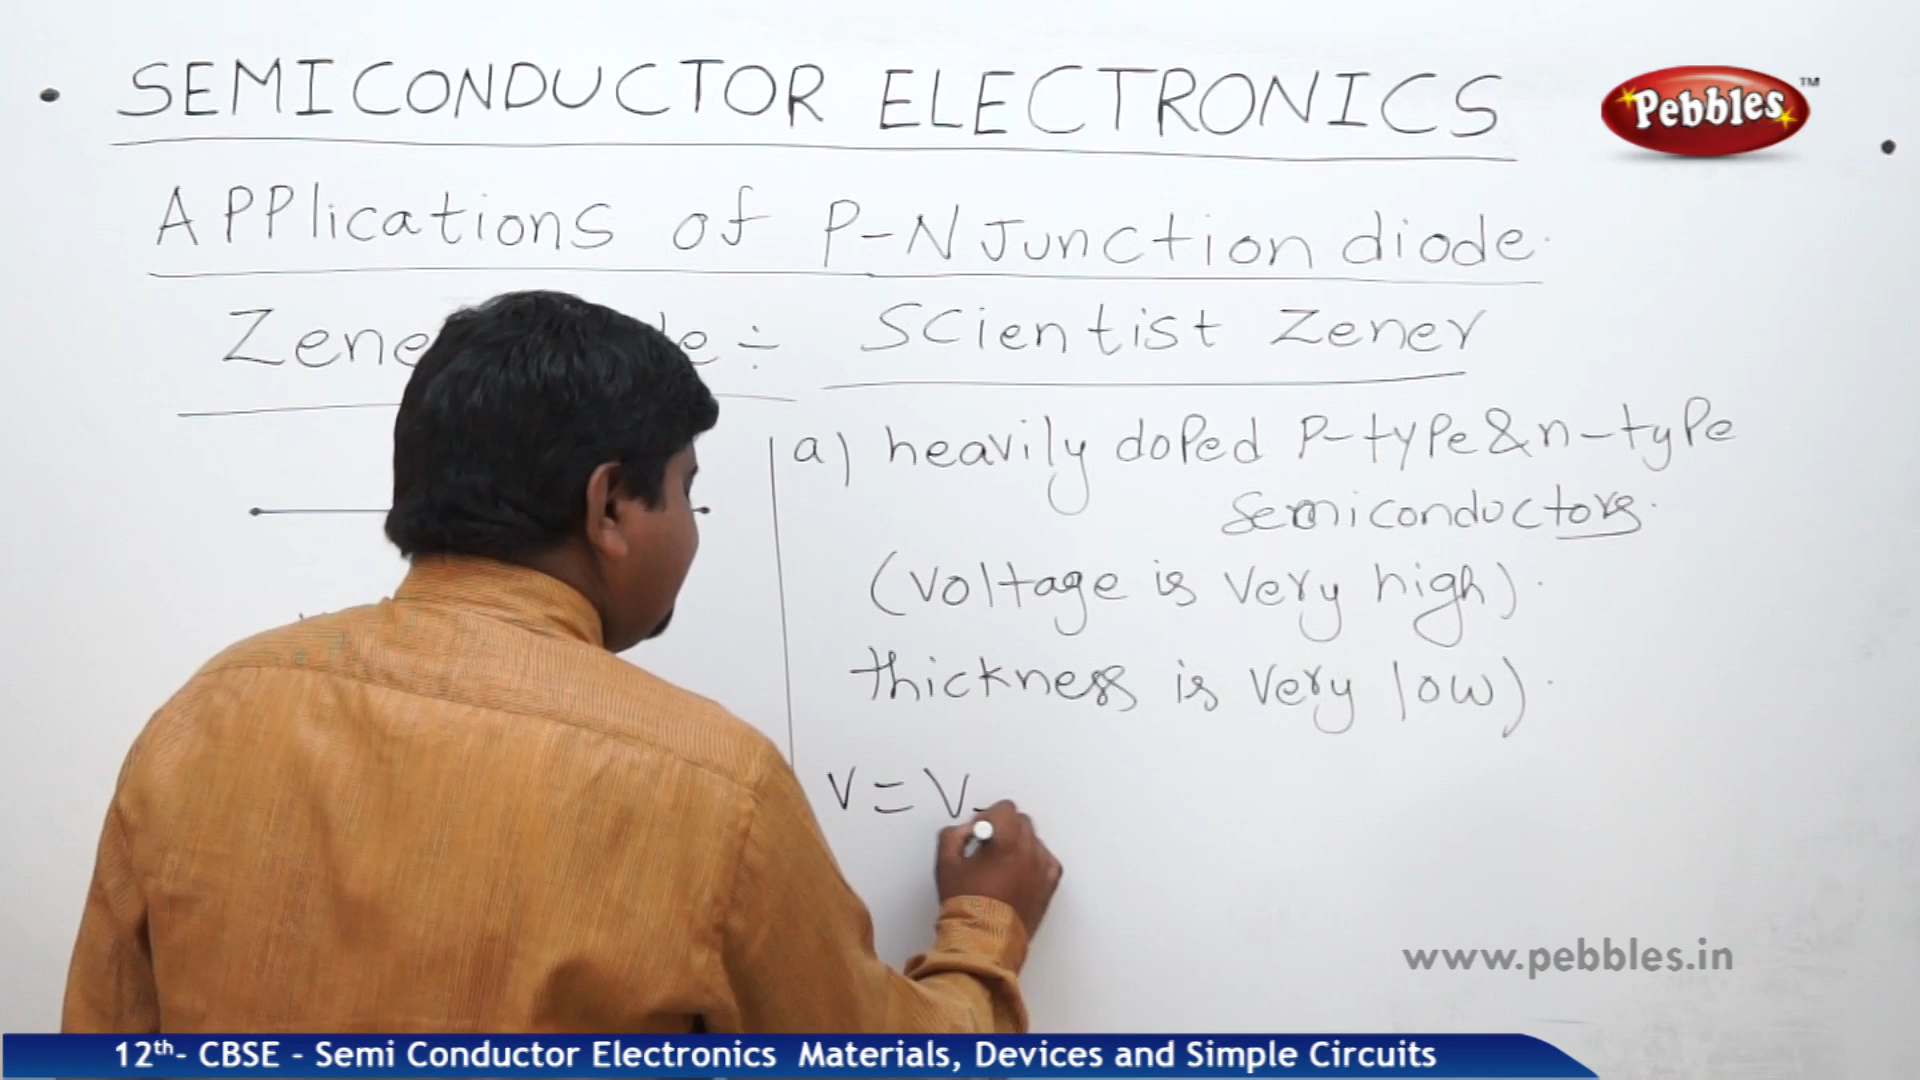 SEMICONDUCTOR ELECTRONICS
Pebbles™
APPlications of P-N Junction diode.
Scientist Zener
a) heavily doped P-type & n-type
semiconductors.
(voltage is very high).
thickness is very low).
V = V
www.pebbles.in
12th- CBSE - Semi Conductor Electronics Materials, Devices and Simple Circuits